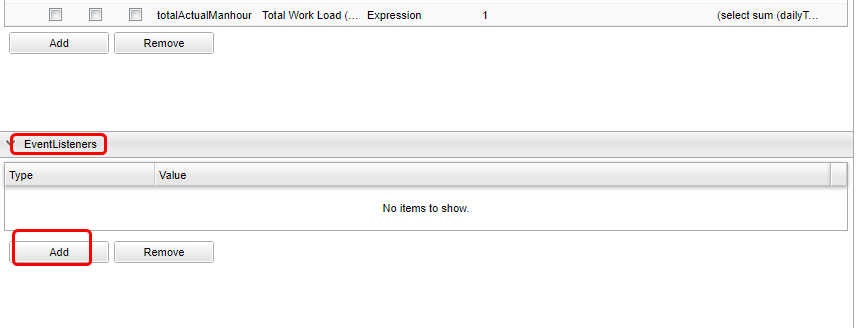 totalActualManhour Total Work Load (... Expression 1 (select sum (dailyT...
Add Remove
EventListeners
Type Value
No items to show.
Add Remove